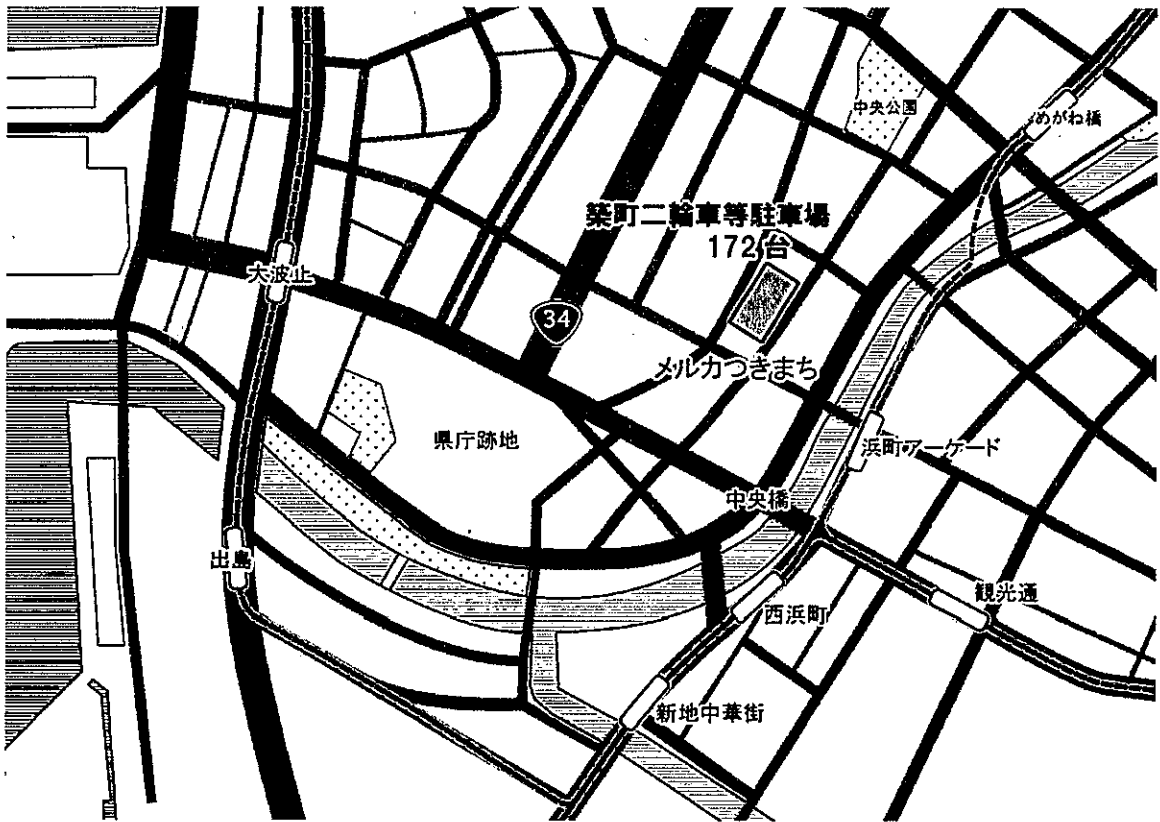 中央公園
めがね橋
築町二輪車等駐車場
172台
大波止
34
メルカつきまち
県庁跡地
浜町アーケード
中央橋
出島
観光通
西浜町
新地中華街